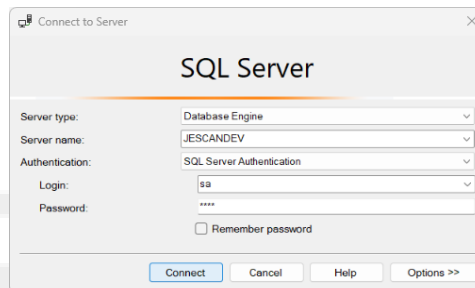 Connect to Server
SQL Server
Server type: Database Engine
Server name: JESCANDEV
Authentication: SQL Server Authentication
Login: sa
Password: ****
Remember password
Connect Cancel Help Options >>